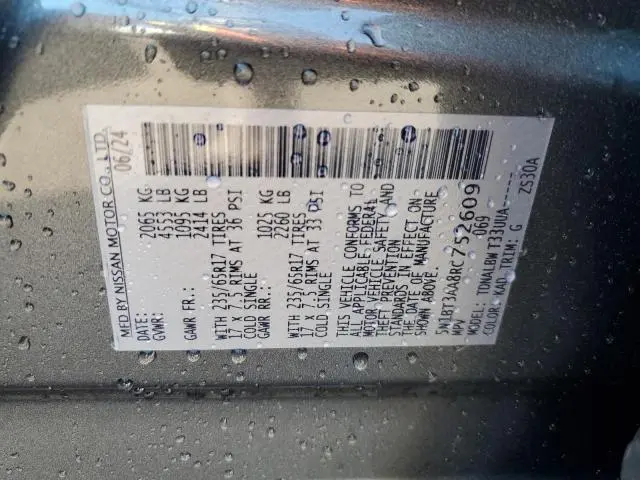 MFD BY NISSAN MOTOR CO., LTD.
DATE: 06/24
GVWR: 2065 KG
4553 LB
GAWR FR.: 1095 KG
2414 LB
WITH 235/65R17 TIRES
17 X 7.5 RIMS AT 36 PSI
COLD SINGLE
GAWR RR.: 1025 KG
2260 LB
WITH 235/65R17 TIRES
17 X 7.5 RIMS AT 33 PSI
COLD SINGLE
THIS VEHICLE CONFORMS TO
ALL APPLICABLE FEDERAL
MOTOR VEHICLE SAFETY AND
THEFT PREVENTION
STANDARDS IN EFFECT ON
THE DATE OF MANUFACTURE
SHOWN ABOVE.
5N1BT3AA8RC752609
MPV 069
MODEL: TDNALBW T33UUA
COLOR: KAD TRIM: G ZS30A